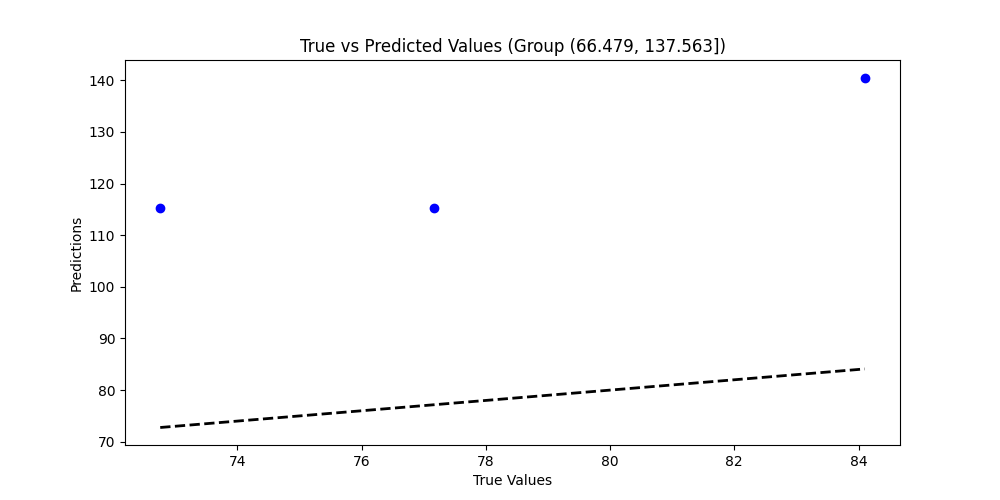 True vs Predicted Values (Group (66.479, 137.563])
140
130
120
110
100
90
80
70
Predictions
74 76 78 80 82 84
True Values